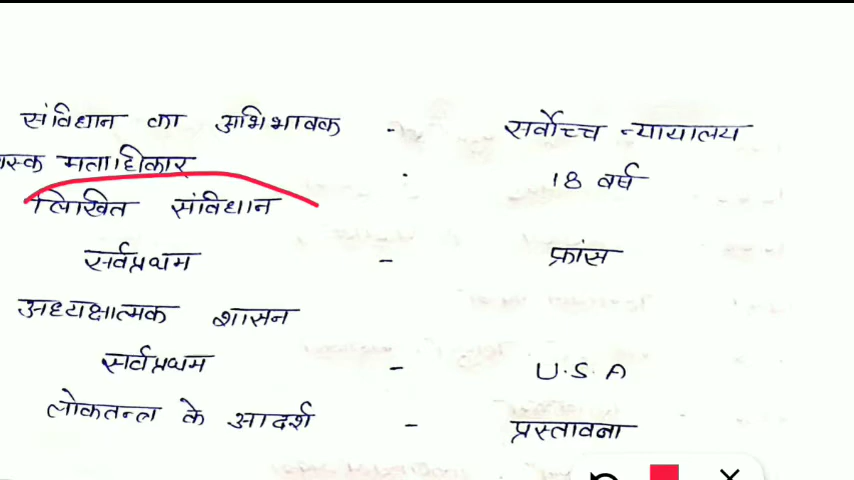 संविधान का अभिभावक - सर्वोच्च न्यायालय
मताधिकार - 18 वर्ष
लिखित संविधान
सर्वप्रथम - फ्रांस
अध्यक्षात्मक शासन
सर्वप्रथम - U.S.A
लोकतन्त्र के आदर्श - प्रस्तावना